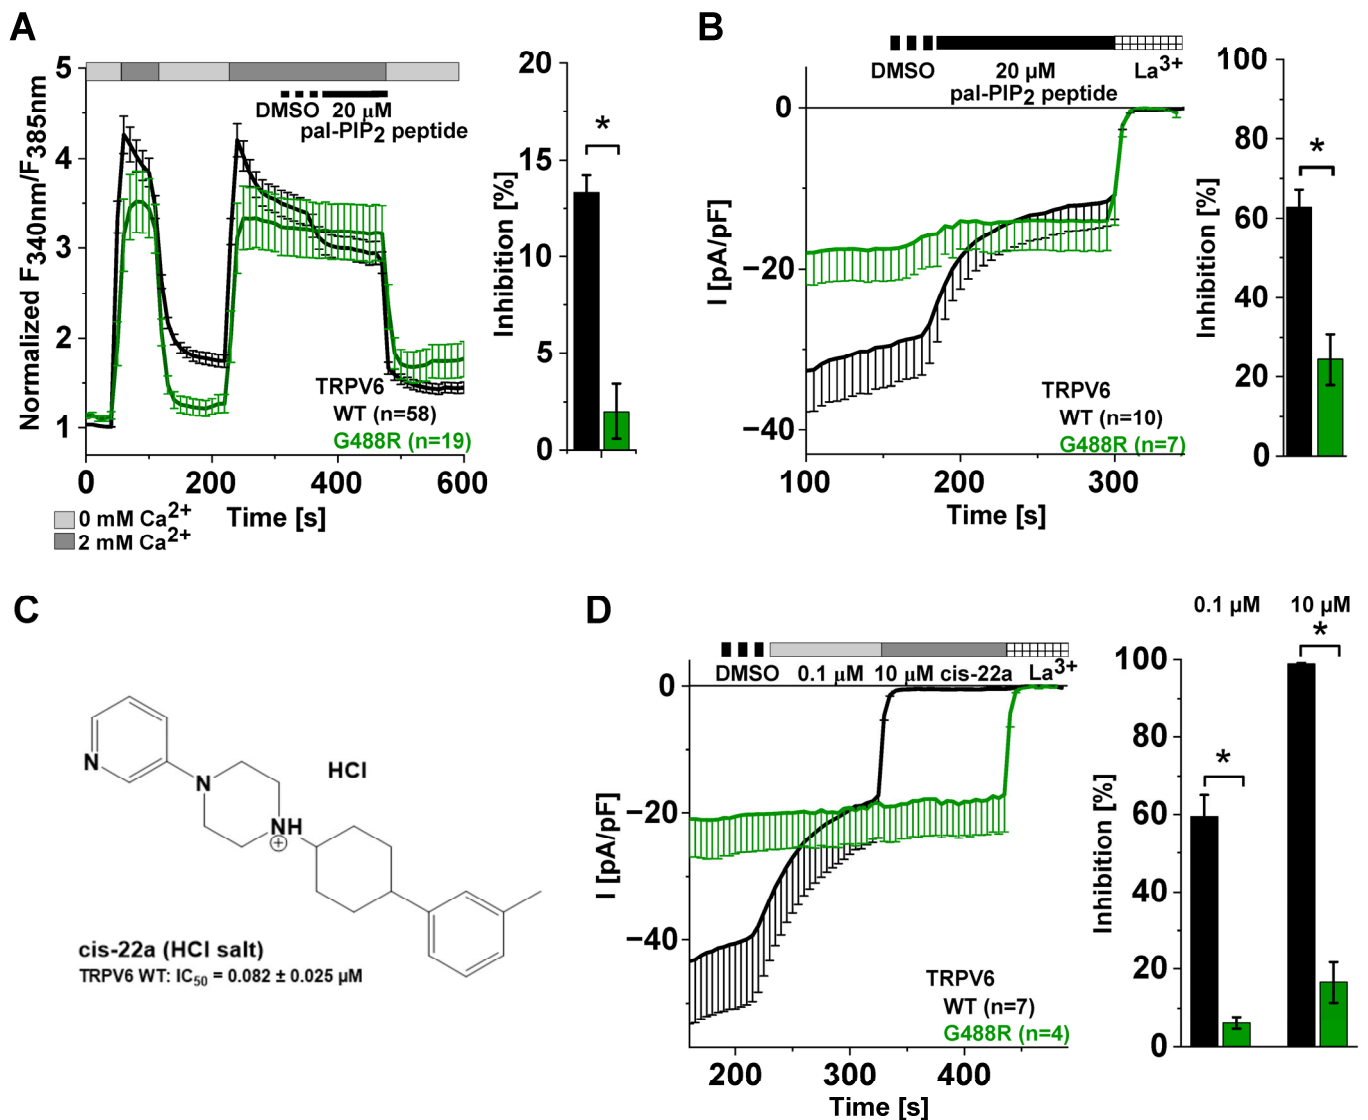 A
5
4
3
2
1
Normalized F340nm/F385nm
DMSO 20 µM
pal-PIP2 peptide
TRPV6
WT (n=58)
G488R (n=19)
0 200 400 600
Time [s]
0 mM Ca2+
2 mM Ca2+
20
15
10
5
0
Inhibition [%]
*
B
DMSO 20 µM La3+
pal-PIP2 peptide
0
−20
−40
I [pA/pF]
TRPV6
WT (n=10)
G488R (n=7)
100 200 300
Time [s]
100
80
60
40
20
0
Inhibition [%]
*
C
N
N
NH
+
HCl
cis-22a (HCl salt)
TRPV6 WT: IC50 = 0.082 ± 0.025 µM
D
DMSO 0.1 µM 10 µM cis-22a La3+
0
−20
−40
I [pA/pF]
TRPV6
WT (n=7)
G488R (n=4)
200 300 400
Time [s]
0.1 µM 10 µM
100
80
60
40
20
0
Inhibition [%]
*
*